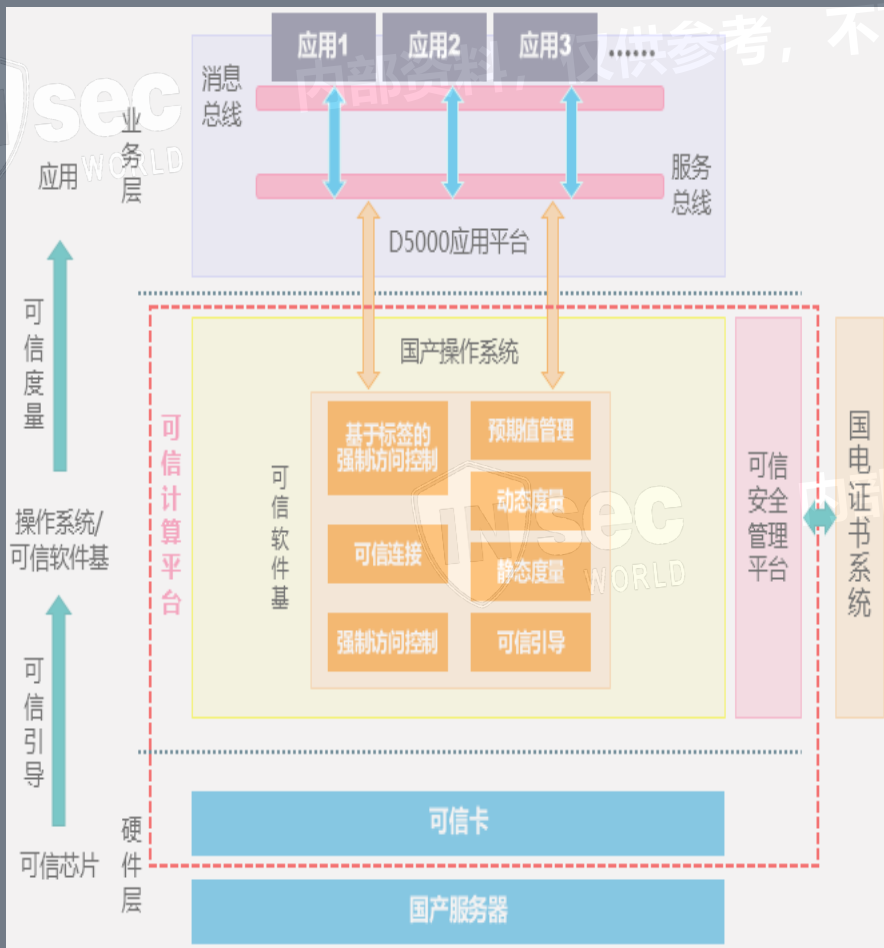 应用1
应用2
应用3
……
内部资料，仅供参考，不
消息
总线
服务
总线
D5000应用平台
INSec
WORLD
应用
业务层
可信度量
操作系统/
可信软件基
可信引导
可信芯片
硬件层
可信计算平台
国产操作系统
可信软件基
基于标签的
强制访问控制
可信连接
强制访问控制
预期值管理
动态度量
静态度量
可信引导
INSec
WORLD
可信
安全
管理
平台
国电证书系统
内部
可信卡
国产服务器